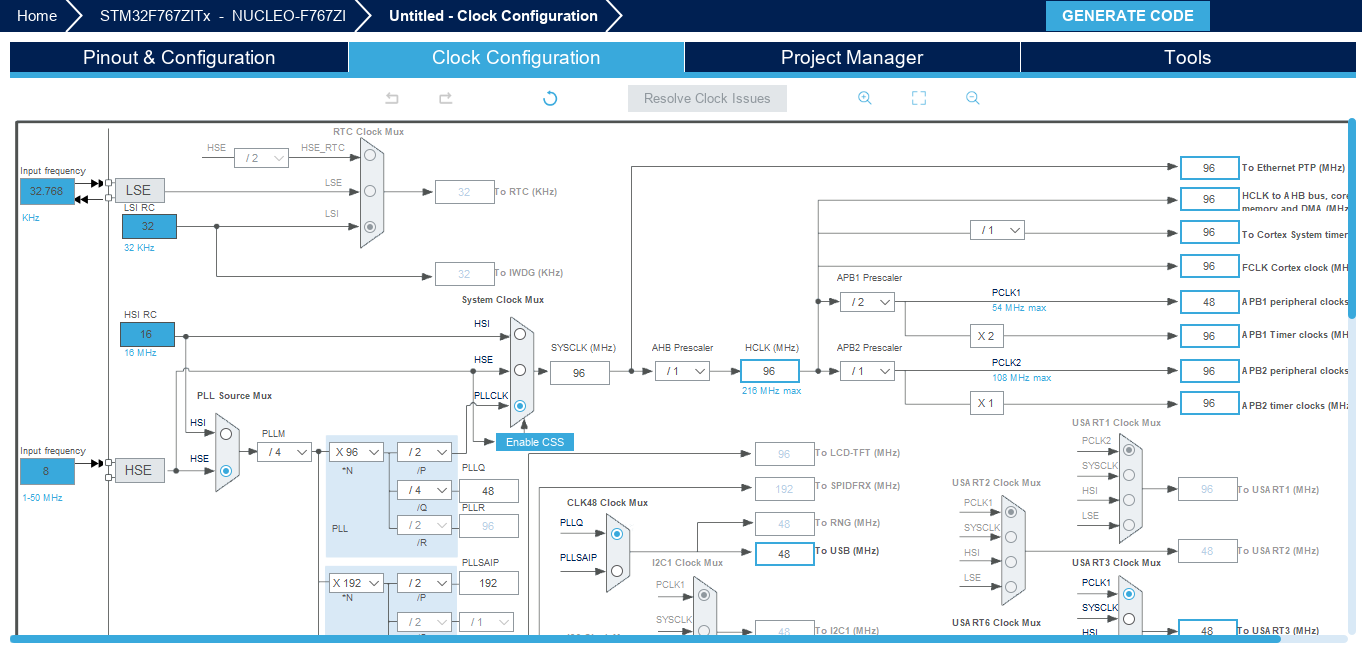 Home STM32F767ZITx - NUCLEO-F767ZI Untitled - Clock Configuration GENERATE CODE
Pinout & Configuration Clock Configuration Project Manager Tools
Resolve Clock Issues
RTC Clock Mux
HSE / 2 HSE_RTC
Input frequency
32.768
KHz
LSE
LSE
32
To RTC (KHz)
LSI RC
32
32 KHz
LSI
32
To IWDG (KHz)
System Clock Mux
HSI RC
16
16 MHz
HSI
HSE
PLLCLK
SYSCLK (MHz)
96
AHB Prescaler
/ 1
HCLK (MHz)
96
216 MHz max
Enable CSS
96
To Ethernet PTP (MHz)
96
HCLK to AHB bus, core
memory and DMA (MHz
/ 1
96
To Cortex System timer
96
FCLK Cortex clock (MH
APB1 Prescaler
/ 2
PCLK1
54 MHz max
48
APB1 peripheral clocks
X 2
96
APB1 Timer clocks (MH
APB2 Prescaler
/ 1
PCLK2
108 MHz max
96
APB2 peripheral clocks
X 1
96
APB2 timer clocks (MHz
PLL Source Mux
HSI
HSE
Input frequency
8
1-50 MHz
HSE
PLLM
/ 4
X 96
*N
/ 2
/P
PLLQ
/ 4
48
/Q
PLLR
/ 2
96
/R
PLL
PLLSAIP
X 192
*N
/ 2
192
/P
/ 2
/ 1
CLK48 Clock Mux
PLLQ
PLLSAIP
96
To LCD-TFT (MHz)
192
To SPIDFRX (MHz)
48
To RNG (MHz)
48
To USB (MHz)
I2C1 Clock Mux
PCLK1
SYSCLK
48
To I2C1 (MHz)
USART2 Clock Mux
PCLK1
SYSCLK
HSI
LSE
48
To USART2 (MHz)
USART1 Clock Mux
PCLK2
SYSCLK
HSI
LSE
96
To USART1 (MHz)
USART3 Clock Mux
PCLK1
SYSCLK
HSI
48
To USART3 (MHz)
USART6 Clock Mux